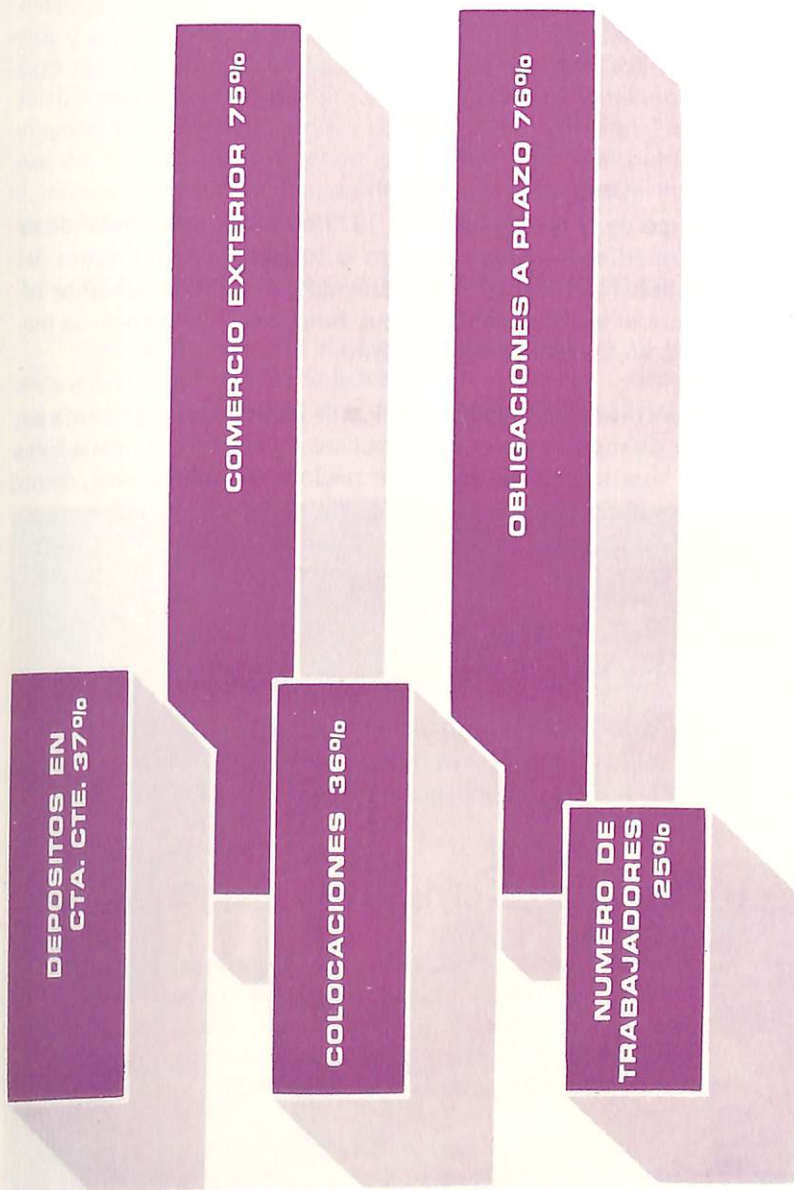 DEPOSITOS EN
CTA. CTE. 37%
COMERCIO EXTERIOR 75%
COLOCACIONES 36%
OBLIGACIONES A PLAZO 76%
NUMERO DE
TRABAJADORES
25%